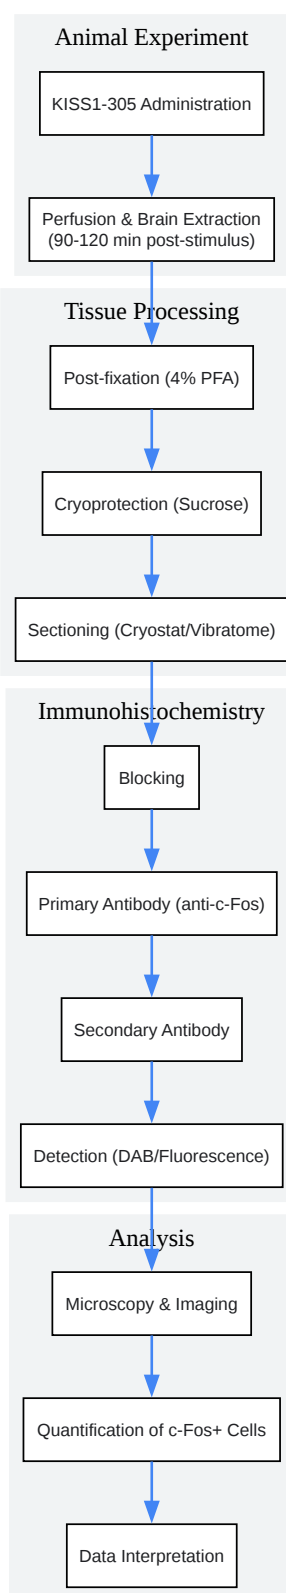 Animal Experiment
KISS1-305 Administration
Perfusion & Brain Extraction
(90-120 min post-stimulus)
Tissue Processing
Post-fixation (4% PFA)
Cryoprotection (Sucrose)
Sectioning (Cryostat/Vibratome)
Immunohistochemistry
Blocking
Primary Antibody (anti-c-Fos)
Secondary Antibody
Detection (DAB/Fluorescence)
Analysis
Microscopy & Imaging
Quantification of c-Fos+ Cells
Data Interpretation